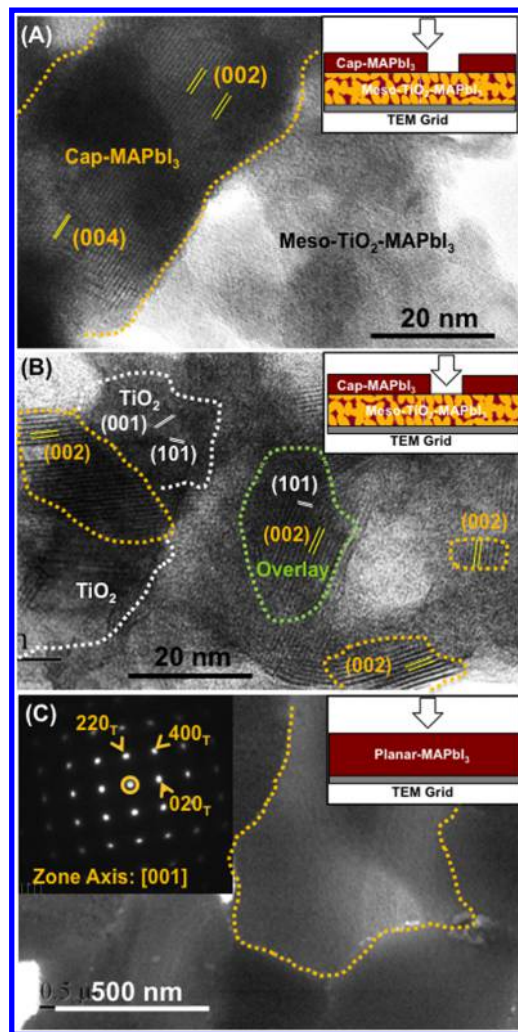 (A)
(002)
Cap-MAPbI₃
Cap-MAPbI₃
Meso-TiO₂-MAPbI₃
TEM Grid
(004)
Meso-TiO₂-MAPbI₃
20 nm
(B)
TiO₂
(001)
(101)
(002)
TiO₂
20 nm
Cap-MAPbI₃
Meso-TiO₂-MAPbI₃
TEM Grid
(101)
(002)
Overlay
(002)
(002)
(C)
220T
400T
020T
Zone Axis: [001]
Planar-MAPbI₃
TEM Grid
500 nm